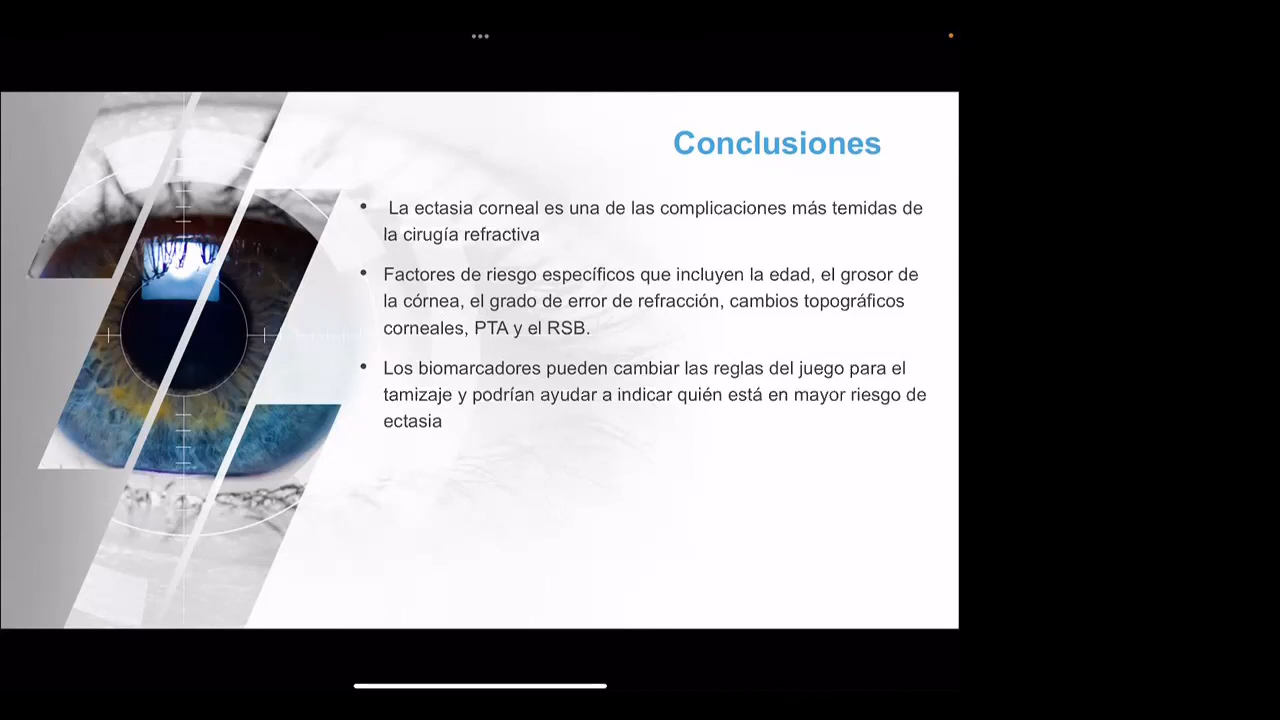 Conclusiones
• La ectasia corneal es una de las complicaciones más temidas de
la cirugía refractiva
• Factores de riesgo específicos que incluyen la edad, el grosor de
la córnea, el grado de error de refracción, cambios topográficos
corneales, PTA y el RSB.
• Los biomarcadores pueden cambiar las reglas del juego para el
tamizaje y podrían ayudar a indicar quién está en mayor riesgo de
ectasia